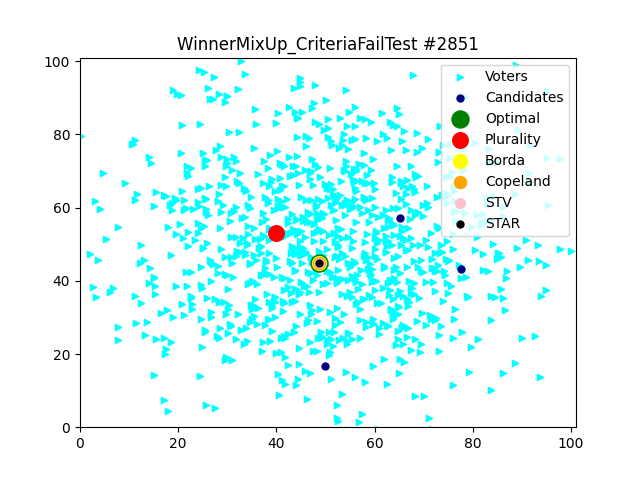 WinnerMixUp_CriteriaFailTest #2851
100
80
60
40
20
0
0
20
40
60
80
100
Voters
Candidates
Optimal
Plurality
Borda
Copeland
STV
STAR